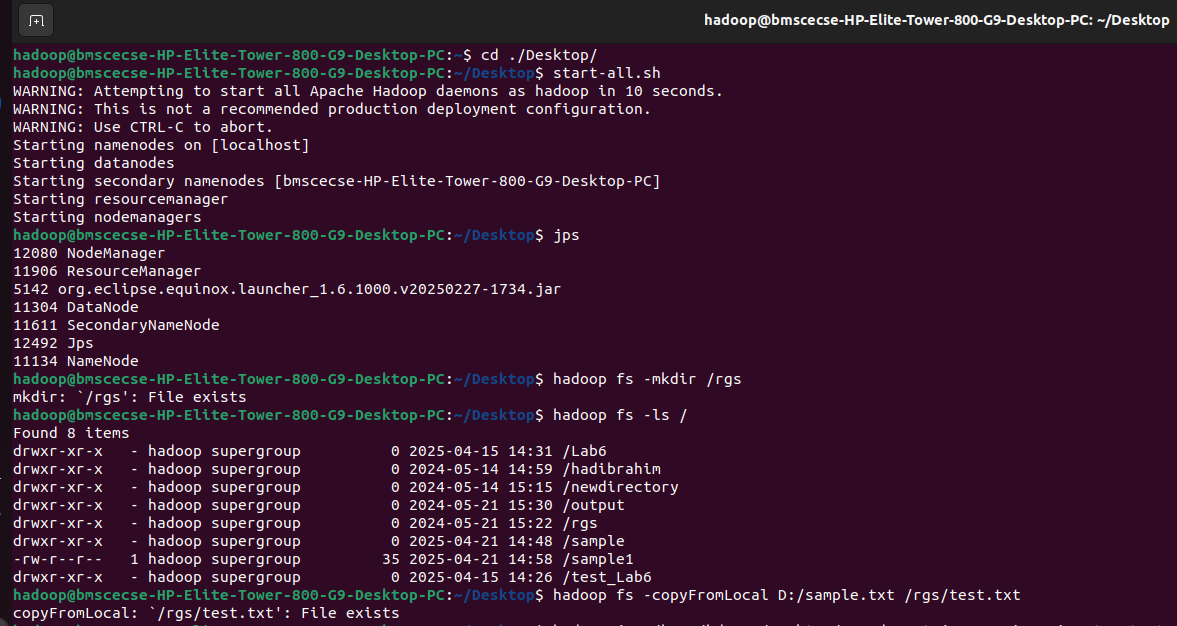 hadoop@bmscecse-HP-Elite-Tower-800-G9-Desktop-PC: ~/Desktop
hadoop@bmscecse-HP-Elite-Tower-800-G9-Desktop-PC:~$ cd ./Desktop/
hadoop@bmscecse-HP-Elite-Tower-800-G9-Desktop-PC:~/Desktop$ start-all.sh
WARNING: Attempting to start all Apache Hadoop daemons as hadoop in 10 seconds.
WARNING: This is not a recommended production deployment configuration.
WARNING: Use CTRL-C to abort.
Starting namenodes on [localhost]
Starting datanodes
Starting secondary namenodes [bmscecse-HP-Elite-Tower-800-G9-Desktop-PC]
Starting resourcemanager
Starting nodemanagers
hadoop@bmscecse-HP-Elite-Tower-800-G9-Desktop-PC:~/Desktop$ jps
12080 NodeManager
11906 ResourceManager
5142 org.eclipse.equinox.launcher_1.6.1000.v20250227-1734.jar
11304 DataNode
11611 SecondaryNameNode
12492 Jps
11134 NameNode
hadoop@bmscecse-HP-Elite-Tower-800-G9-Desktop-PC:~/Desktop$ hadoop fs -mkdir /rgs
mkdir: `/rgs': File exists
hadoop@bmscecse-HP-Elite-Tower-800-G9-Desktop-PC:~/Desktop$ hadoop fs -ls /
Found 8 items
drwxr-xr-x   - hadoop supergroup          0 2025-04-15 14:31 /Lab6
drwxr-xr-x   - hadoop supergroup          0 2024-05-14 14:59 /hadibrahim
drwxr-xr-x   - hadoop supergroup          0 2024-05-14 15:15 /newdirectory
drwxr-xr-x   - hadoop supergroup          0 2024-05-21 15:30 /output
drwxr-xr-x   - hadoop supergroup          0 2024-05-21 15:22 /rgs
drwxr-xr-x   - hadoop supergroup          0 2025-04-21 14:48 /sample
-rw-r--r--   1 hadoop supergroup         35 2025-04-21 14:58 /sample1
drwxr-xr-x   - hadoop supergroup          0 2025-04-15 14:26 /test_Lab6
hadoop@bmscecse-HP-Elite-Tower-800-G9-Desktop-PC:~/Desktop$ hadoop fs -copyFromLocal D:/sample.txt /rgs/test.txt
copyFromLocal: `/rgs/test.txt': File exists